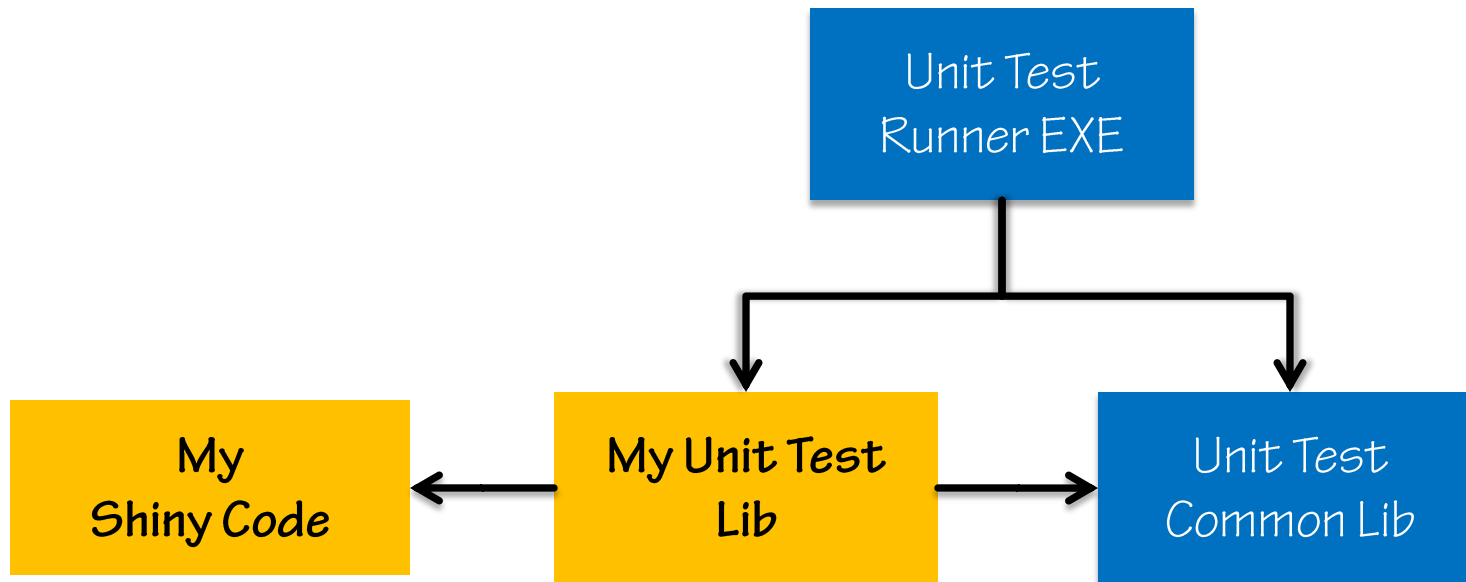 Unit Test
Runner EXE
My
Shiny Code
My Unit Test
Lib
Unit Test
Common Lib